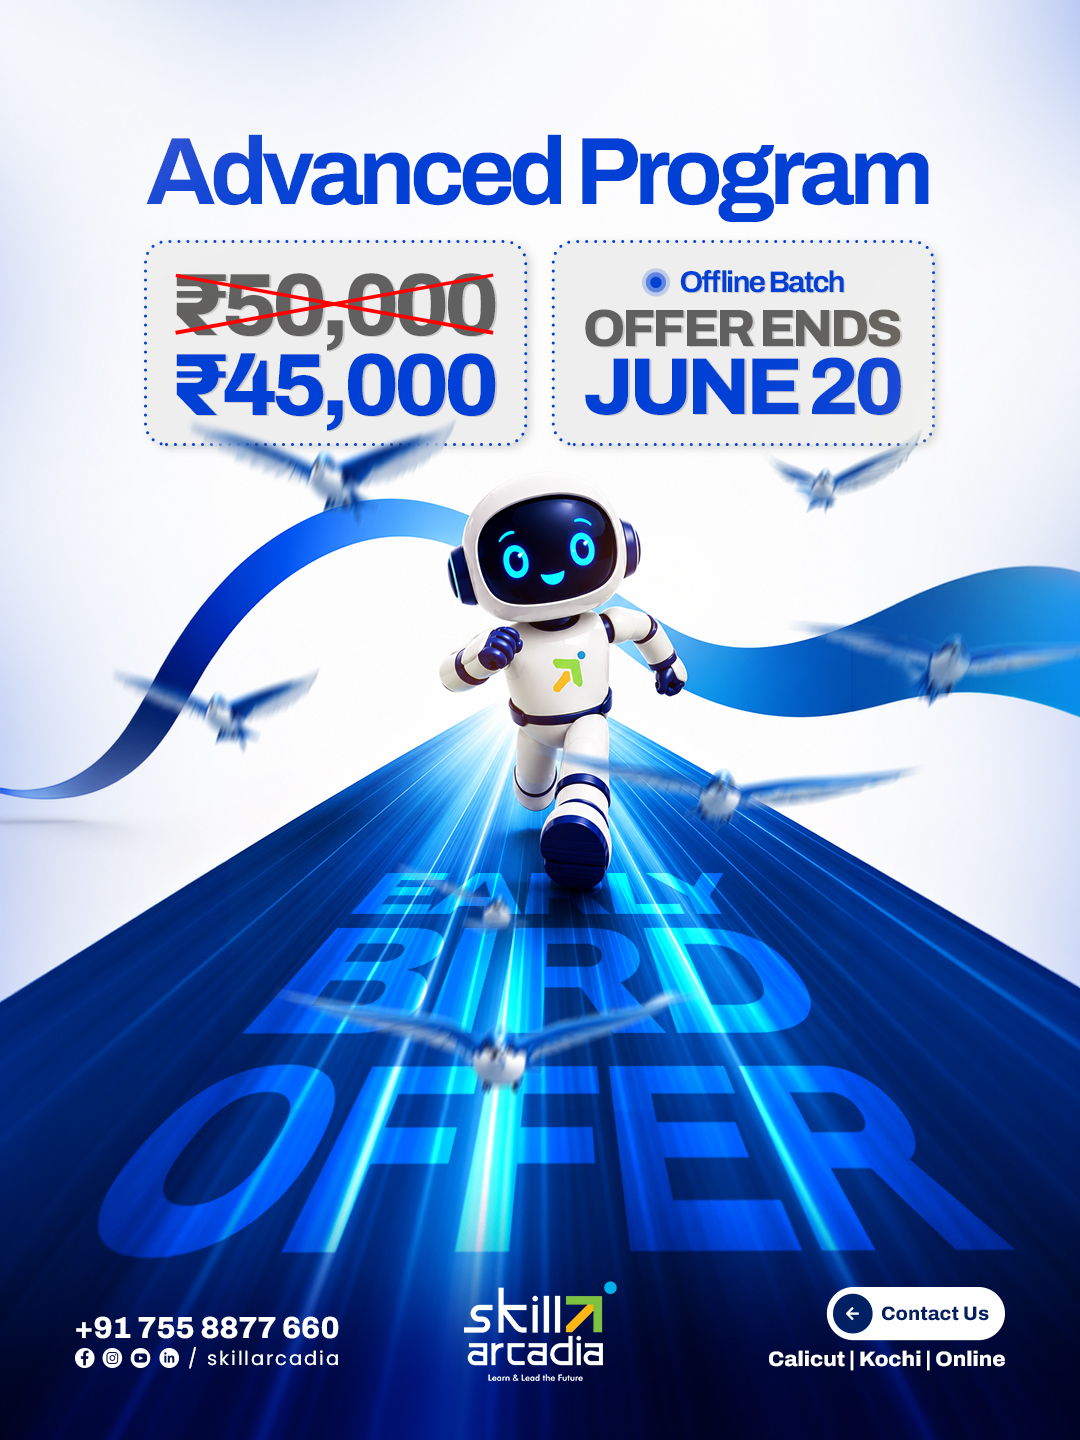 Advanced Program
₹50,000
₹45,000
Offline Batch
OFFER ENDS
JUNE 20
EARLY
BIRD
OFFER
+91 755 8877 660
/ skillarcadia
skill
arcadia
Learn & Lead the Future
Contact Us
Calicut | Kochi | Online